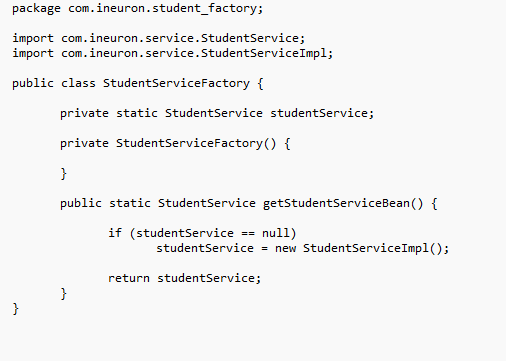 package com.ineuron.student_factory;
import com.ineuron.service.StudentService;
import com.ineuron.service.StudentServiceImpl;
public class StudentServiceFactory {
private static StudentService studentService;
private StudentServiceFactory() {
}
public static StudentService getStudentServiceBean() {
if (studentService == null)
studentService = new StudentServiceImpl();
return studentService;
}
}